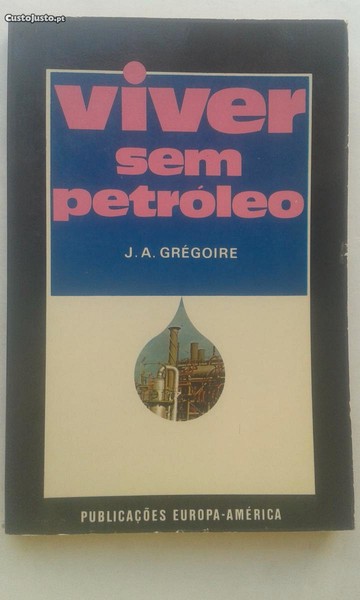 CustoJusto.pt
viver
sem
petróleo
J. A. GRÉGOIRE
PUBLICAÇÕES EUROPA-AMÉRICA